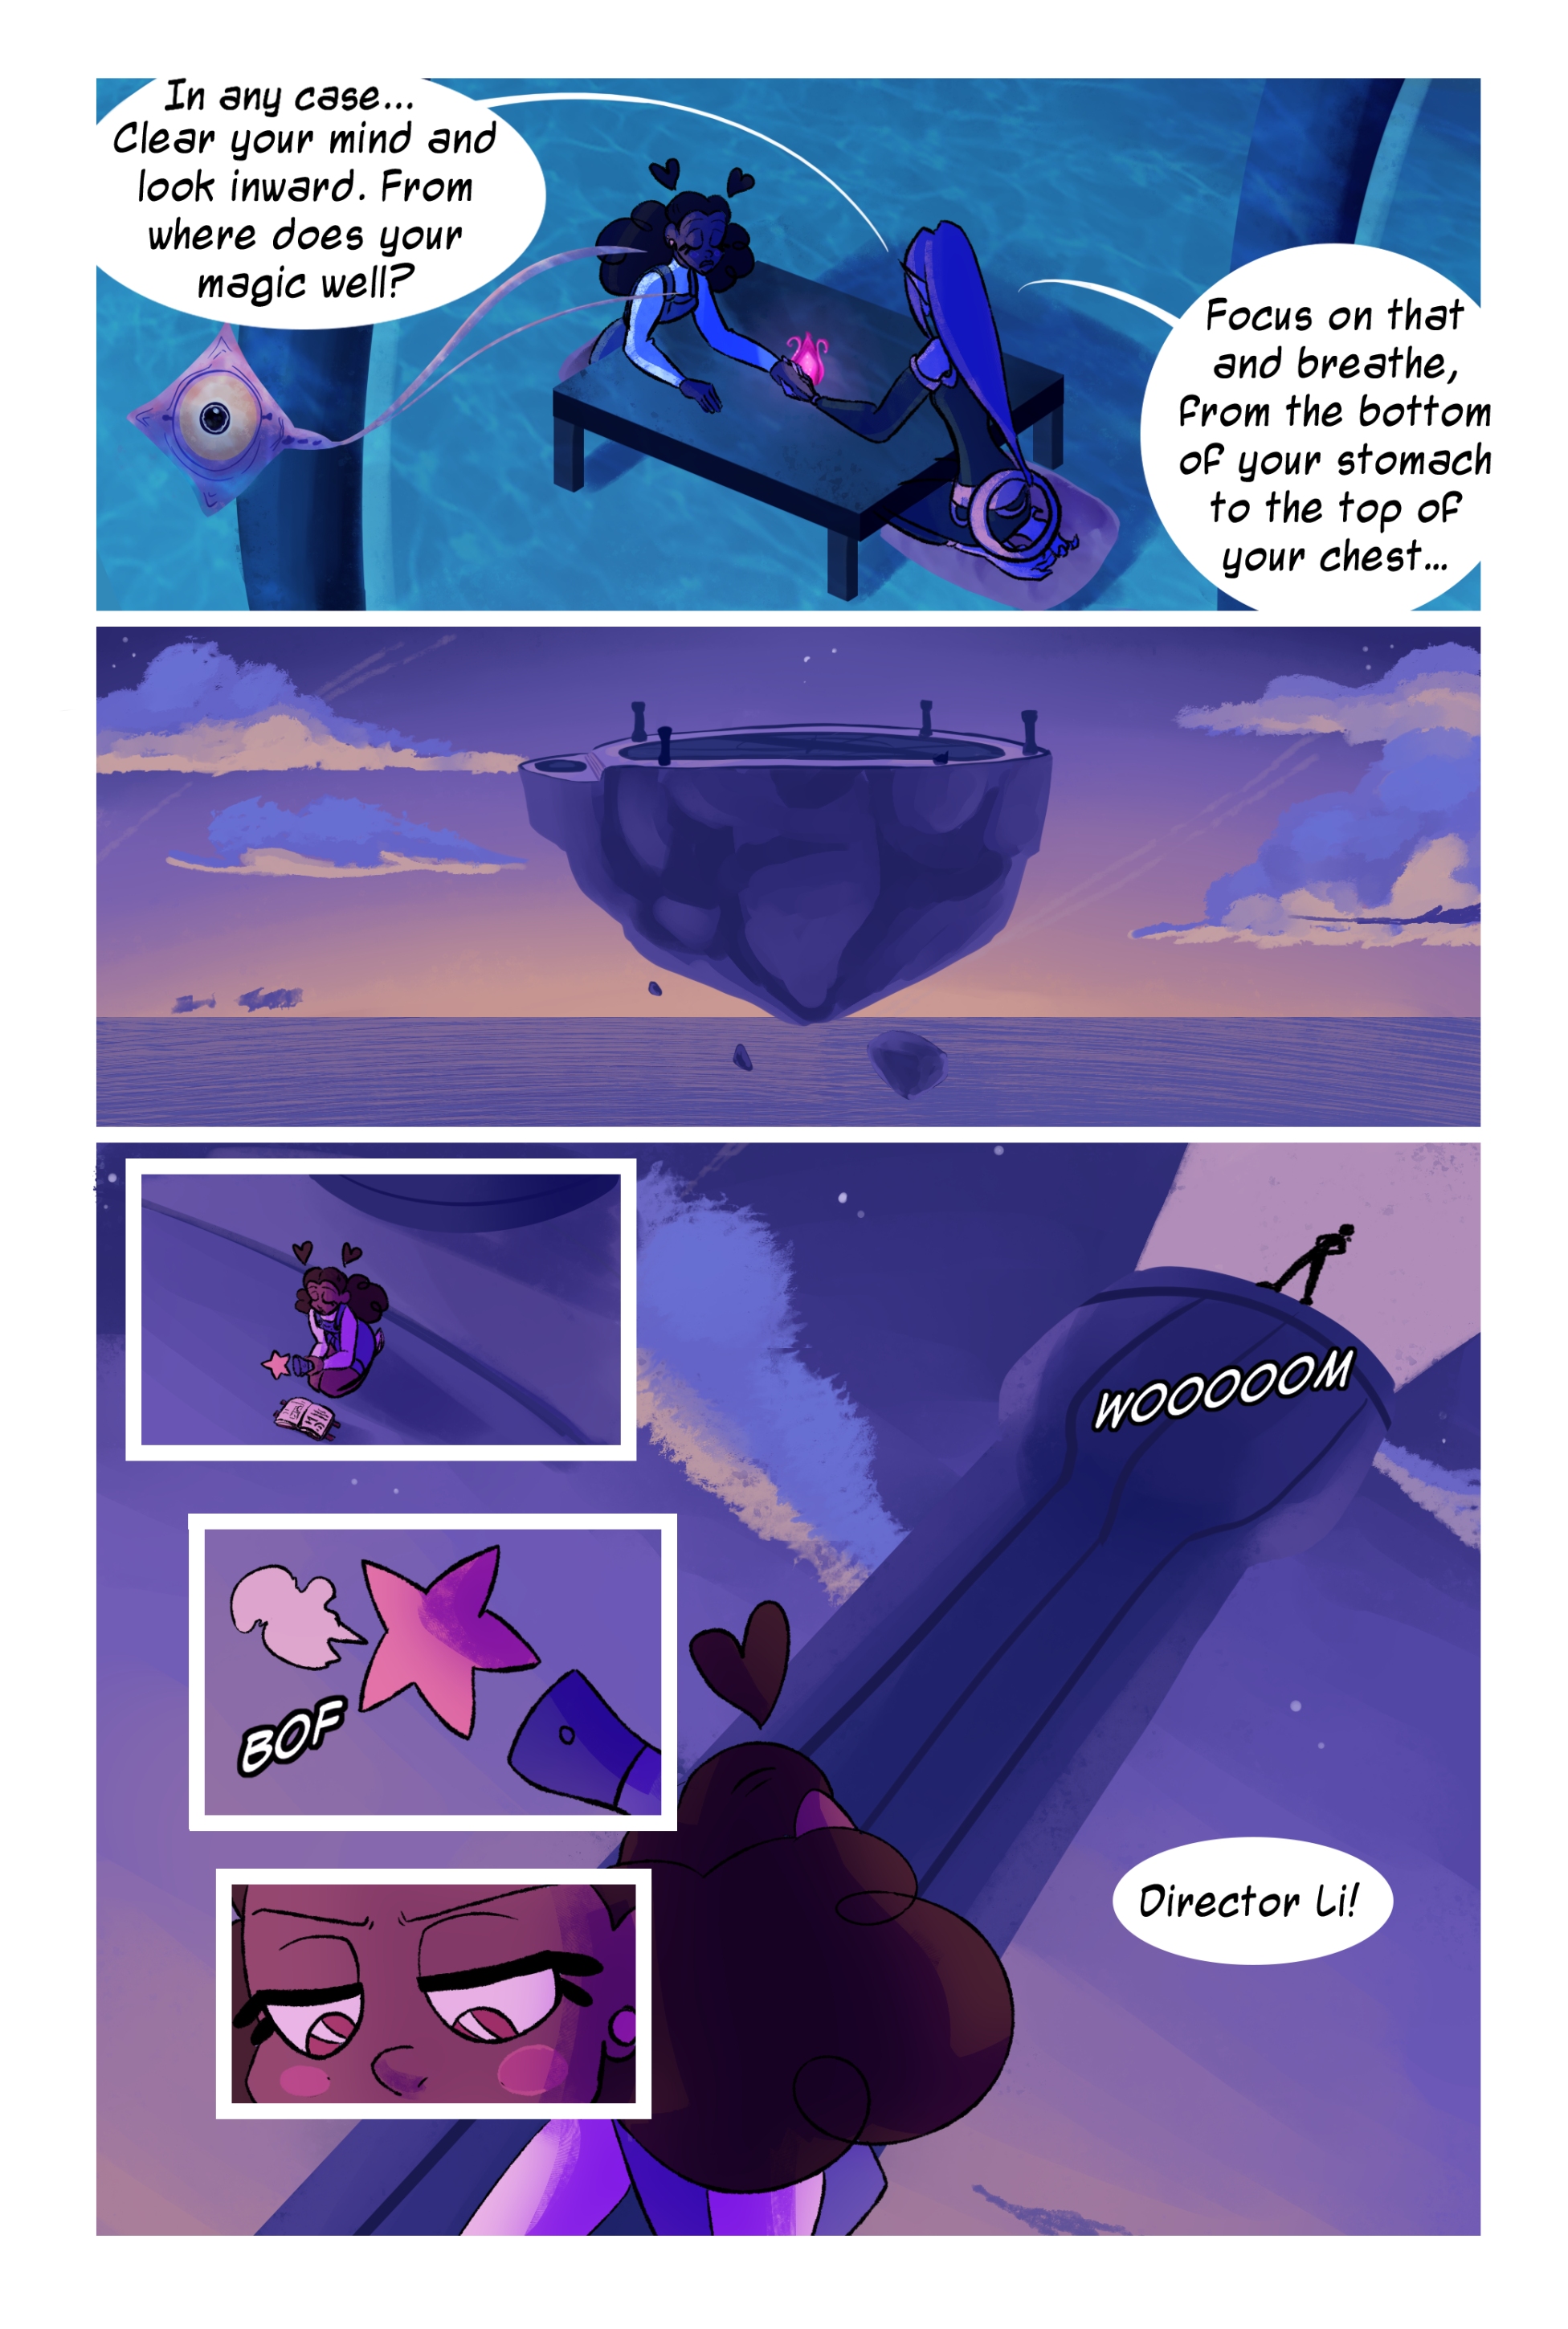 In any case...
Clear your mind and
look inward. From
where does your
magic well?
Focus on that
and breathe,
from the bottom
of your stomach
to the top of
your chest...
WOOOOOM
BOF
Director Li!